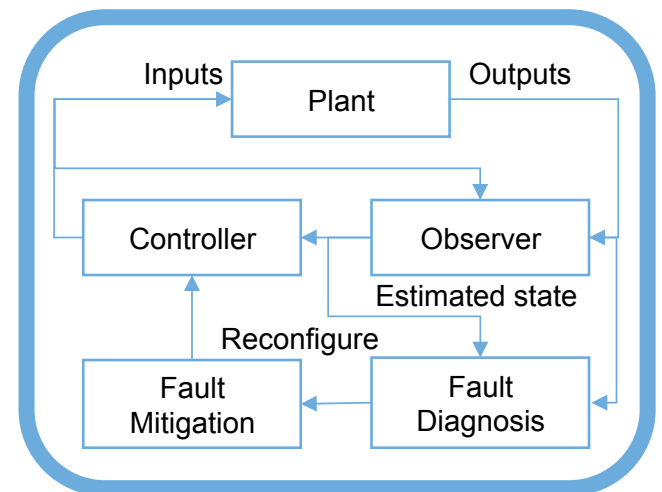 Inputs
Outputs
Plant
Controller
Observer
Estimated state
Reconfigure
Fault
Mitigation
Fault
Diagnosis